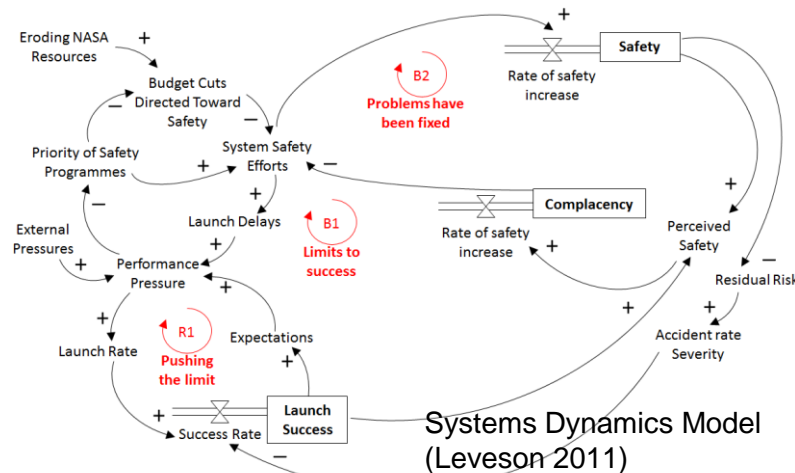 Eroding NASA
Resources
+
Budget Cuts
Directed Toward
Safety
−
−
Priority of Safety
Programmes
+
System Safety
Efforts
B2
Problems have
been fixed
+
Rate of safety
increase
Safety
−
+
Launch Delays
B1
Limits to
success
−
Complacency
Rate of safety
increase
+
+
Perceived
Safety
−
Residual Risk
External
Pressures
+
+
Performance
Pressure
+
+
Launch Rate
R1
Pushing
the limit
Expectations
+
+
+
Accident rate
Severity
+
Success Rate
Launch
Success
−
Systems Dynamics Model
(Leveson 2011)